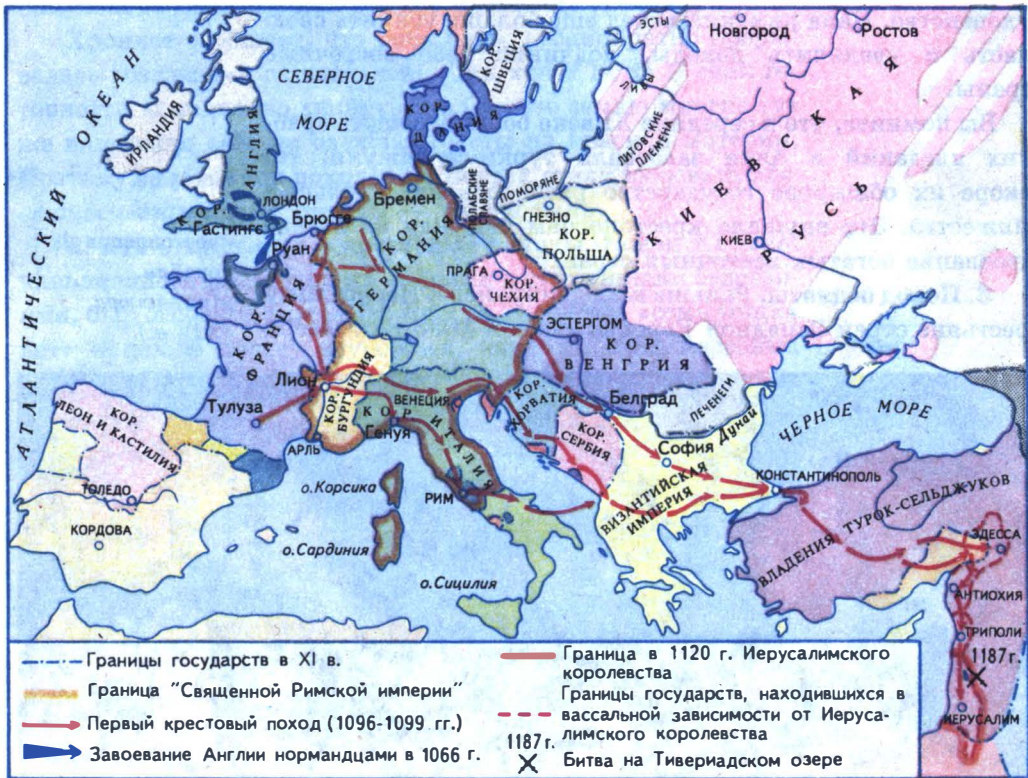 АТЛАНТИЧЕСКИЙ ОКЕАН
СЕВЕРНОЕ
МОРЕ
ИРЛАНДИЯ
КОР. АНГЛИЯ
ЛОНДОН
Гастингс
Брюгге
Руан
Бремен
КОР.
ДАНИЯ
КОР.
ШВЕЦИЯ
ЭСТЫ
ЛИВЫ
ЛИТОВСКИЕ
ПЛЕМЕНА
Новгород
Ростов
КИЕВСКАЯ
РУСЬ
КИЕВ
ПОЛАБСКИЕ
СЛАВЯНЕ
ПОМОРЯНЕ
ГНЕЗНО
КОР.
ПОЛЬША
КОР.
ГЕРМАНИЯ
ПРАГА
КОР.
ЧЕХИЯ
ЭСТЕРГОМ
КОР.
ВЕНГРИЯ
КОР.
ФРАНЦИЯ
Лион
КОР.
БУРГУНДИЯ
Тулуза
АРЛЬ
Генуя
ВЕНЕЦИЯ
КОР. ИТАЛИЯ
РИМ
КОР.
ХОРВАТИЯ
КОР.
СЕРБИЯ
Белград
ПЕЧЕНЕГИ
Дунай
София
ВИЗАНТИЙСКАЯ
ИМПЕРИЯ
КОНСТАНТИНОПОЛЬ
ЧЕРНОЕ МОРЕ
КОР.
ЛЕОН И КАСТИЛИЯ
ТОЛЕДО
КОРДОВА
о.Корсика
о.Сардиния
о.Сицилия
ВЛАДЕНИЯ ТУРОК-СЕЛЬДЖУКОВ
ЭДЕССА
АНТИОХИЯ
ТРИПОЛИ
1187 г.
ИЕРУСАЛИМ
Границы государств в XI в.
Граница "Священной Римской империи"
Первый крестовый поход (1096-1099 гг.)
Завоевание Англии нормандцами в 1066 г.
Граница в 1120 г. Иерусалимского
королевства
Границы государств, находившихся в
вассальной зависимости от Иеруса-
лимского королевства
1187 г.
Битва на Тивериадском озере